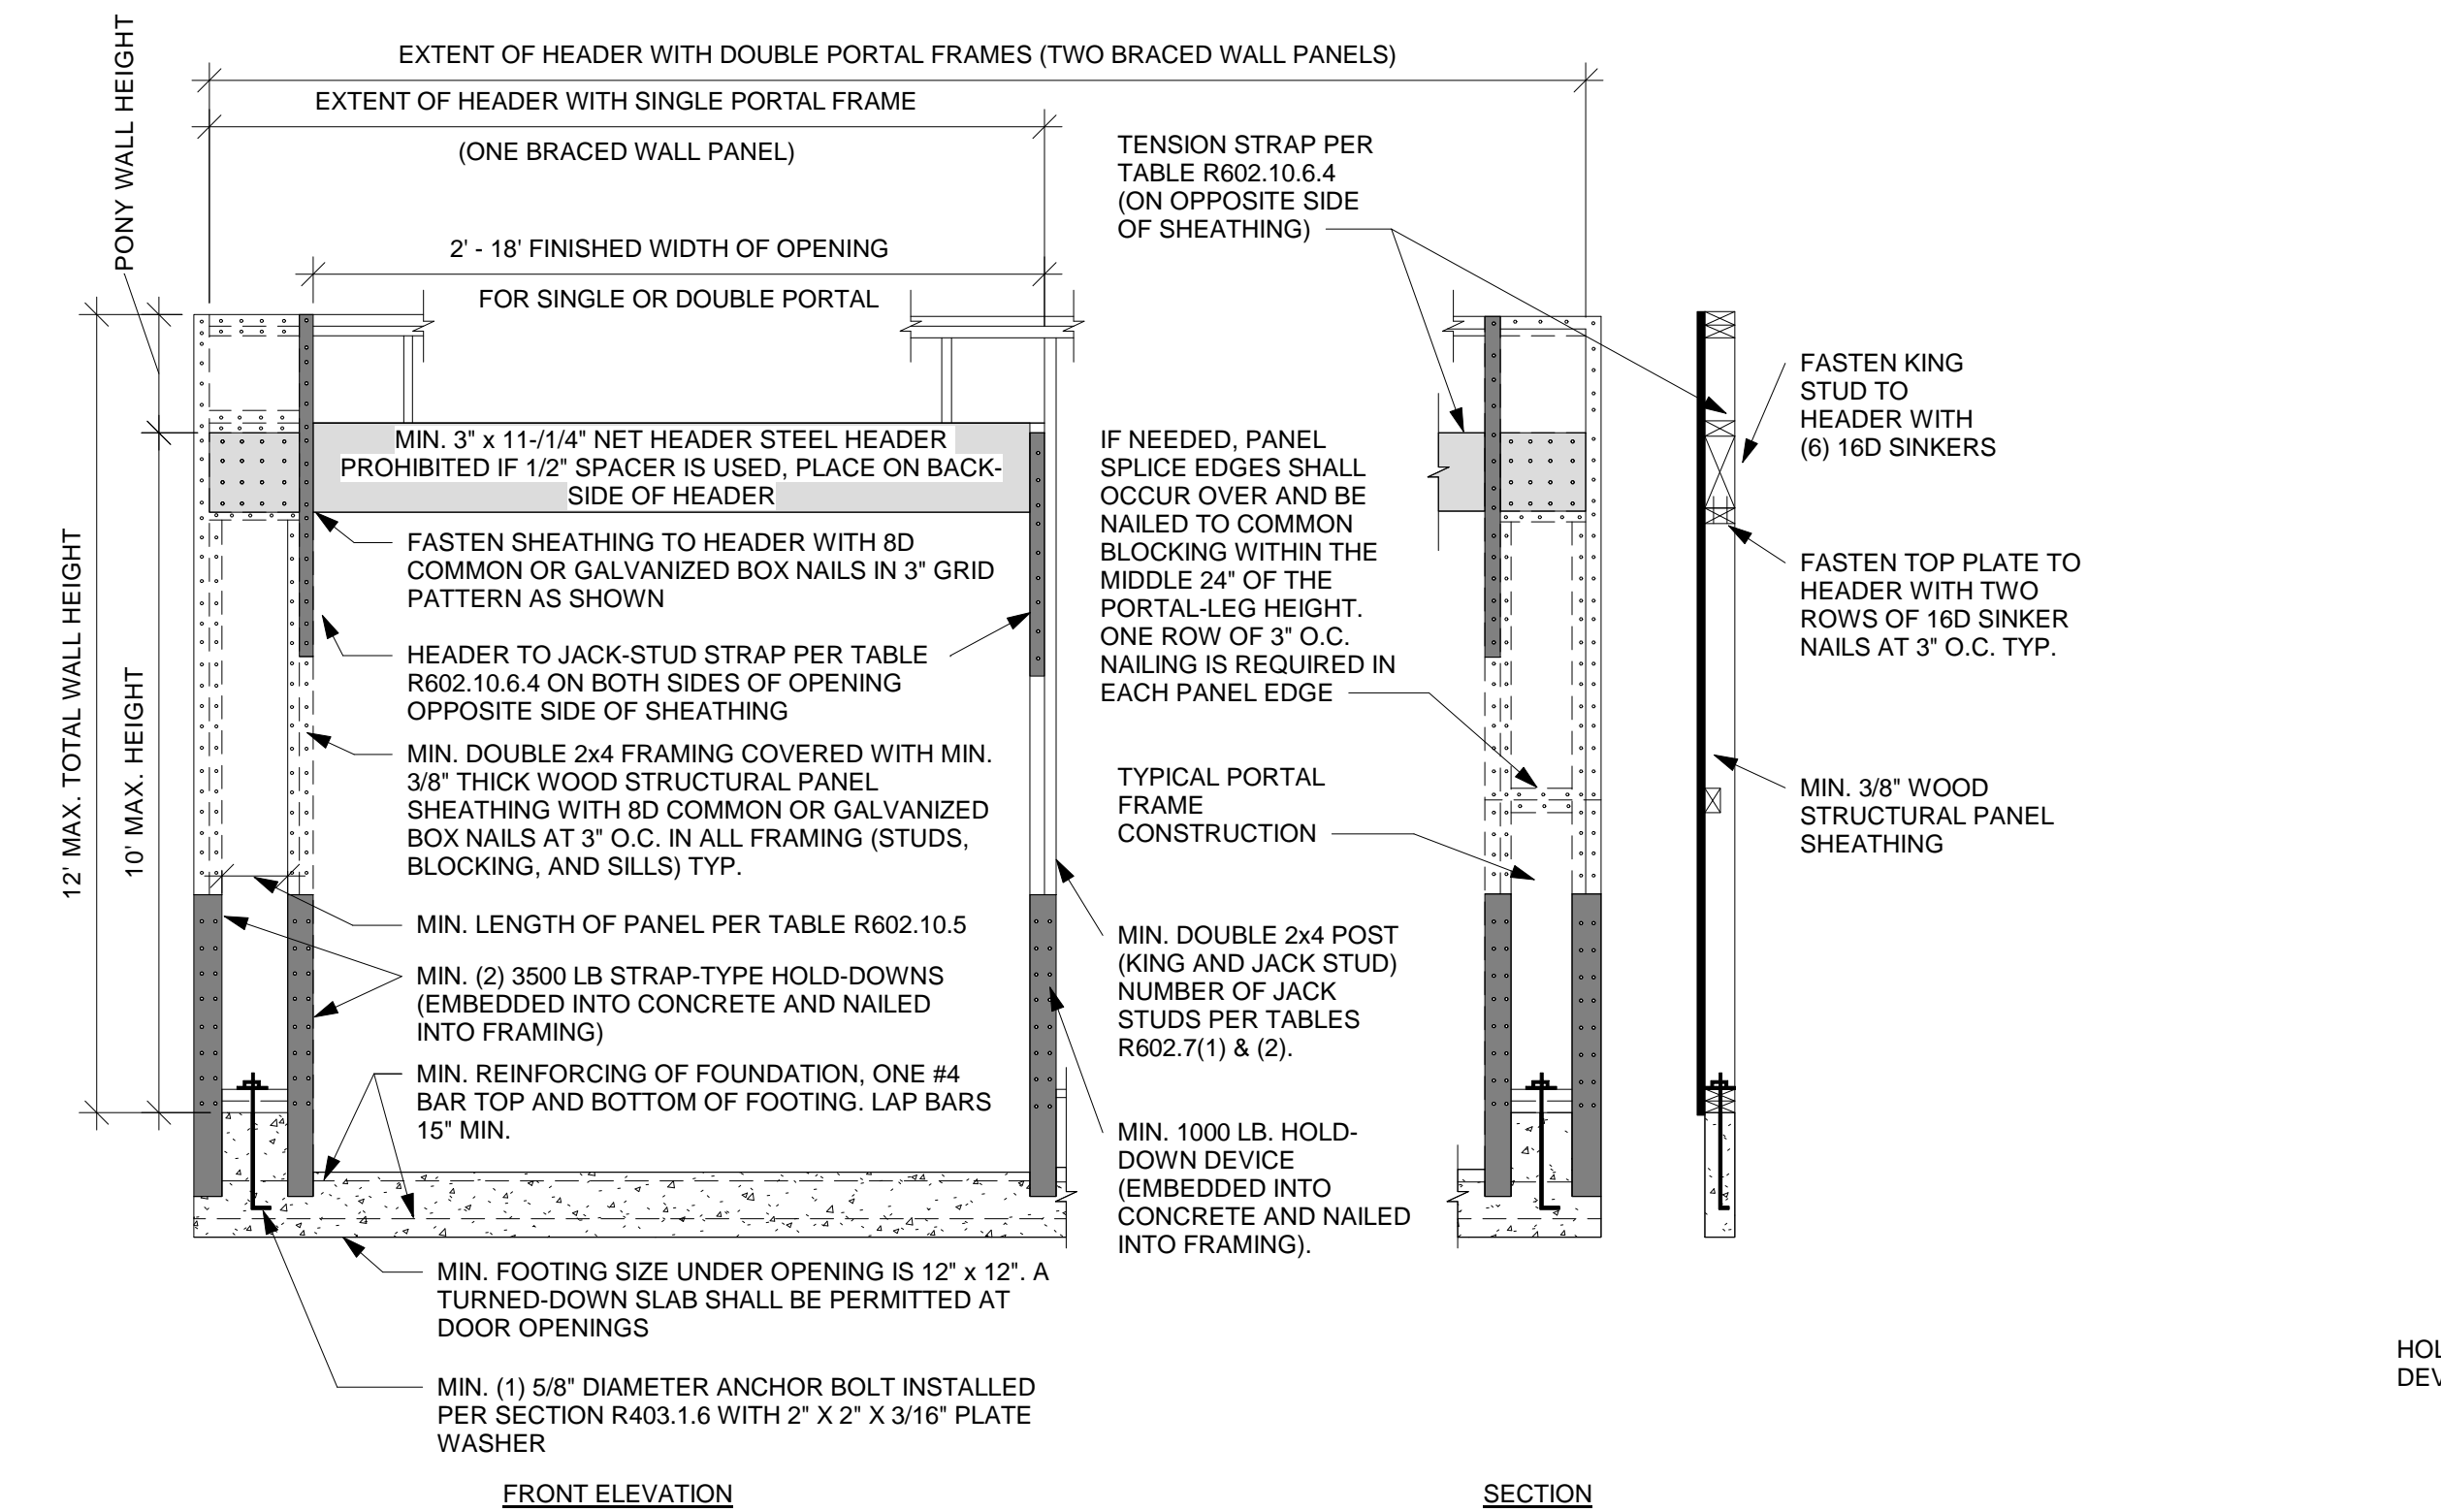 PONY WALL HEIGHT
EXTENT OF HEADER WITH DOUBLE PORTAL FRAMES (TWO BRACED WALL PANELS)
EXTENT OF HEADER WITH SINGLE PORTAL FRAME
(ONE BRACED WALL PANEL)
2' - 18' FINISHED WIDTH OF OPENING
FOR SINGLE OR DOUBLE PORTAL
12' MAX. TOTAL WALL HEIGHT
10' MAX. HEIGHT
MIN. 3" x 11-/1/4" NET HEADER STEEL HEADER
PROHIBITED IF 1/2" SPACER IS USED, PLACE ON BACK-
SIDE OF HEADER
FASTEN SHEATHING TO HEADER WITH 8D
COMMON OR GALVANIZED BOX NAILS IN 3" GRID
PATTERN AS SHOWN
HEADER TO JACK-STUD STRAP PER TABLE
R602.10.6.4 ON BOTH SIDES OF OPENING
OPPOSITE SIDE OF SHEATHING
MIN. DOUBLE 2x4 FRAMING COVERED WITH MIN.
3/8" THICK WOOD STRUCTURAL PANEL
SHEATHING WITH 8D COMMON OR GALVANIZED
BOX NAILS AT 3" O.C. IN ALL FRAMING (STUDS,
BLOCKING, AND SILLS) TYP.
MIN. LENGTH OF PANEL PER TABLE R602.10.5
MIN. (2) 3500 LB STRAP-TYPE HOLD-DOWNS
(EMBEDDED INTO CONCRETE AND NAILED
INTO FRAMING)
MIN. REINFORCING OF FOUNDATION, ONE #4
BAR TOP AND BOTTOM OF FOOTING. LAP BARS
15" MIN.
MIN. FOOTING SIZE UNDER OPENING IS 12" x 12". A
TURNED-DOWN SLAB SHALL BE PERMITTED AT
DOOR OPENINGS
MIN. (1) 5/8" DIAMETER ANCHOR BOLT INSTALLED
PER SECTION R403.1.6 WITH 2" X 2" X 3/16" PLATE
WASHER
FRONT ELEVATION
TENSION STRAP PER
TABLE R602.10.6.4
(ON OPPOSITE SIDE
OF SHEATHING)
IF NEEDED, PANEL
SPLICE EDGES SHALL
OCCUR OVER AND BE
NAILED TO COMMON
BLOCKING WITHIN THE
MIDDLE 24" OF THE
PORTAL-LEG HEIGHT.
ONE ROW OF 3" O.C.
NAILING IS REQUIRED IN
EACH PANEL EDGE
TYPICAL PORTAL
FRAME
CONSTRUCTION
MIN. DOUBLE 2x4 POST
(KING AND JACK STUD)
NUMBER OF JACK
STUDS PER TABLES
R602.7(1) & (2).
MIN. 1000 LB. HOLD-
DOWN DEVICE
(EMBEDDED INTO
CONCRETE AND NAILED
INTO FRAMING).
FASTEN KING
STUD TO
HEADER WITH
(6) 16D SINKERS
FASTEN TOP PLATE TO
HEADER WITH TWO
ROWS OF 16D SINKER
NAILS AT 3" O.C. TYP.
MIN. 3/8" WOOD
STRUCTURAL PANEL
SHEATHING
SECTION